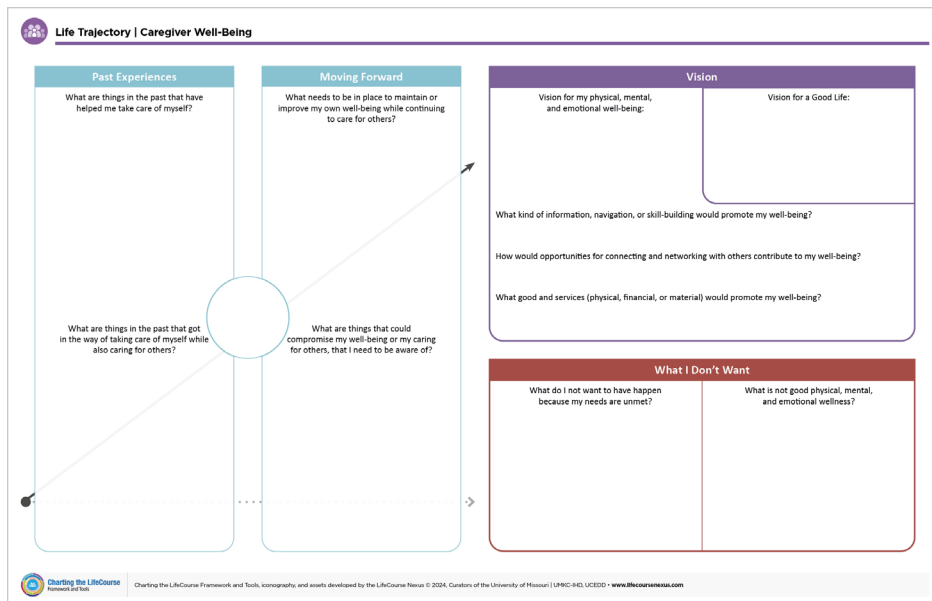 Life Trajectory | Caregiver Well-Being
Past Experiences
What are things in the past that have
helped me take care of myself?
What are things in the past that got
in the way of taking care of myself while
also caring for others?
Moving Forward
What needs to be in place to maintain or
improve my own well-being while continuing
to care for others?
What are things that could
compromise my well-being or my caring
for others, that I need to be aware of?
Vision
Vision for my physical, mental,
and emotional well-being:
Vision for a Good Life:
What kind of information, navigation, or skill-building would promote my well-being?
How would opportunities for connecting and networking with others contribute to my well-being?
What good and services (physical, financial, or material) would promote my well-being?
What I Don't Want
What do I not want to have happen
because my needs are unmet?
What is not good physical, mental,
and emotional wellness?
Charting the LifeCourse
Framework and Tools
Charting the LifeCourse Framework and Tools, iconography, and assets developed by the LifeCourse Nexus © 2024, Curators of the University of Missouri | UMKC-IHD, UCEDD • www.lifecoursenexus.com